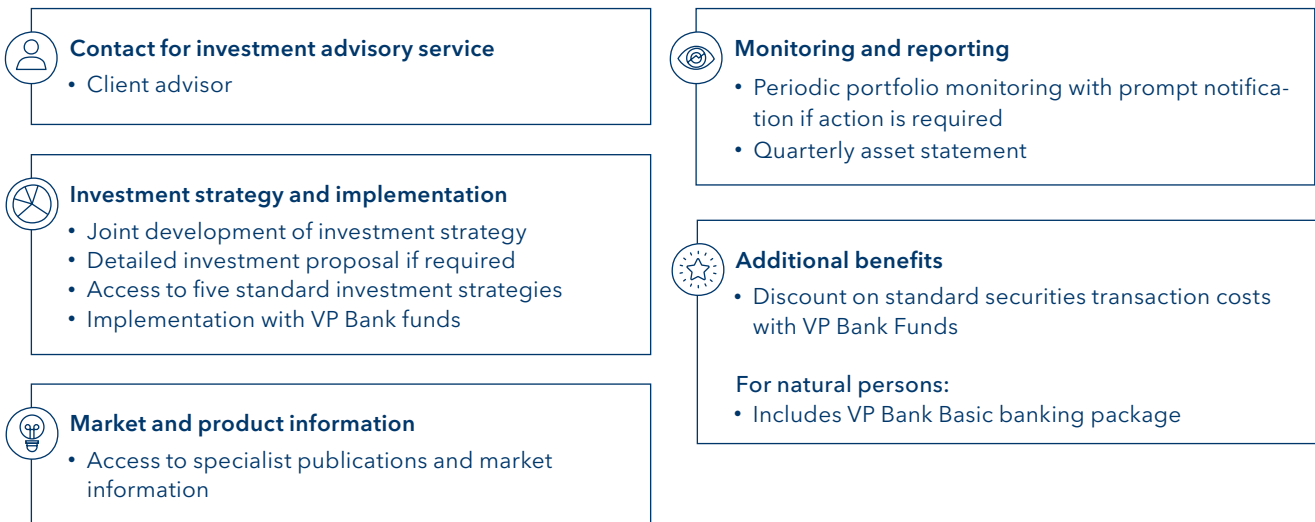 Contact for investment advisory service
• Client advisor
Investment strategy and implementation
• Joint development of investment strategy
• Detailed investment proposal if required
• Access to five standard investment strategies
• Implementation with VP Bank funds
Market and product information
• Access to specialist publications and market
information
Monitoring and reporting
• Periodic portfolio monitoring with prompt notifica-
tion if action is required
• Quarterly asset statement
Additional benefits
• Discount on standard securities transaction costs
with VP Bank Funds
For natural persons:
• Includes VP Bank Basic banking package